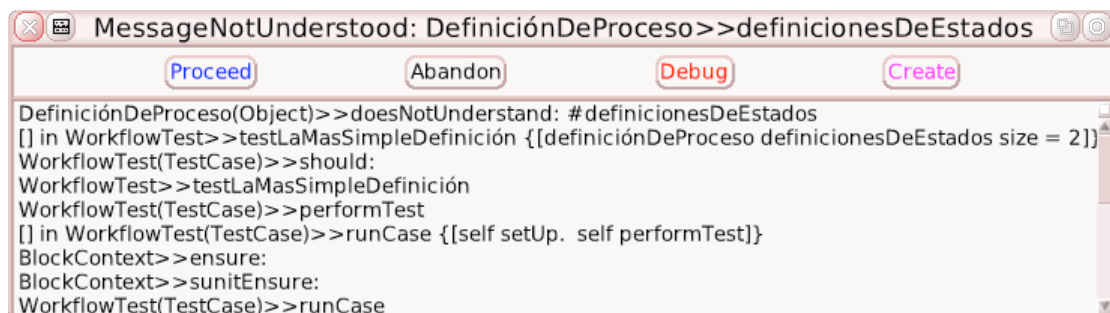 MessageNotUnderstood: DefiniciónDeProceso>>definicionesDeEstados
Proceed Abandon Debug Create
DefiniciónDeProceso(Object)>>doesNotUnderstand: #definicionesDeEstados
[] in WorkflowTest>>testLaMasSimpleDefinición {[definiciónDeProceso definicionesDeEstados size = 2]}
WorkflowTest(TestCase)>>should:
WorkflowTest>>testLaMasSimpleDefinición
WorkflowTest(TestCase)>>performTest
[] in WorkflowTest(TestCase)>>runCase {[self setUp.  self performTest]}
BlockContext>>ensure:
BlockContext>>sunitEnsure:
WorkflowTest(TestCase)>>runCase